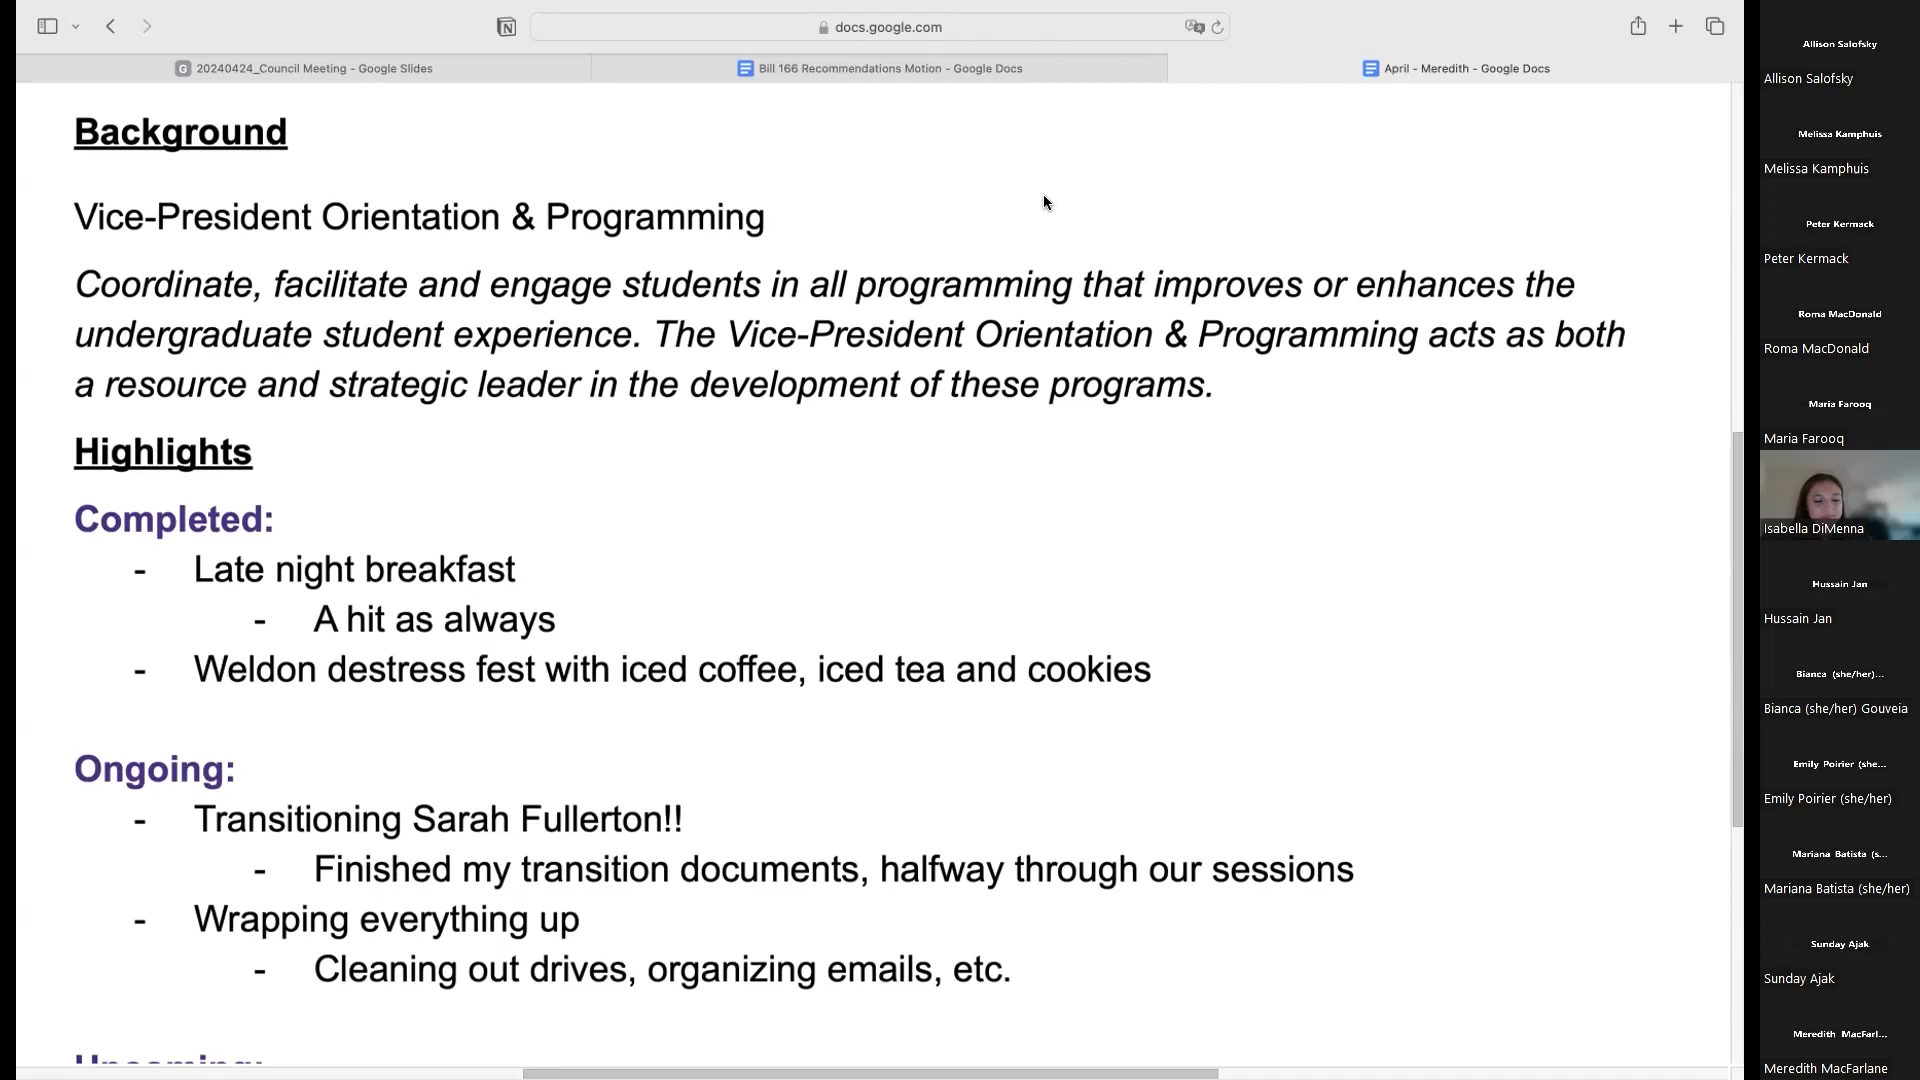 docs.google.com
20240424_Council Meeting - Google Slides
Bill 166 Recommendations Motion - Google Docs
April - Meredith - Google Docs
Background
Vice-President Orientation & Programming
Coordinate, facilitate and engage students in all programming that improves or enhances the
undergraduate student experience. The Vice-President Orientation & Programming acts as both
a resource and strategic leader in the development of these programs.
Highlights
Completed:
- Late night breakfast
- A hit as always
- Weldon destress fest with iced coffee, iced tea and cookies
Ongoing:
- Transitioning Sarah Fullerton!!
- Finished my transition documents, halfway through our sessions
- Wrapping everything up
- Cleaning out drives, organizing emails, etc.
Upcoming:
Allison Salofsky
Allison Salofsky
Melissa Kamphuis
Melissa Kamphuis
Peter Kermack
Peter Kermack
Roma MacDonald
Roma MacDonald
Maria Farooq
Maria Farooq
Isabella DiMenna
Hussain Jan
Hussain Jan
Bianca (she/her)...
Bianca (she/her) Gouveia
Emily Poirier (she...
Emily Poirier (she/her)
Mariana Batista (s...
Mariana Batista (she/her)
Sunday Ajak
Sunday Ajak
Meredith MacFarl...
Meredith MacFarlane